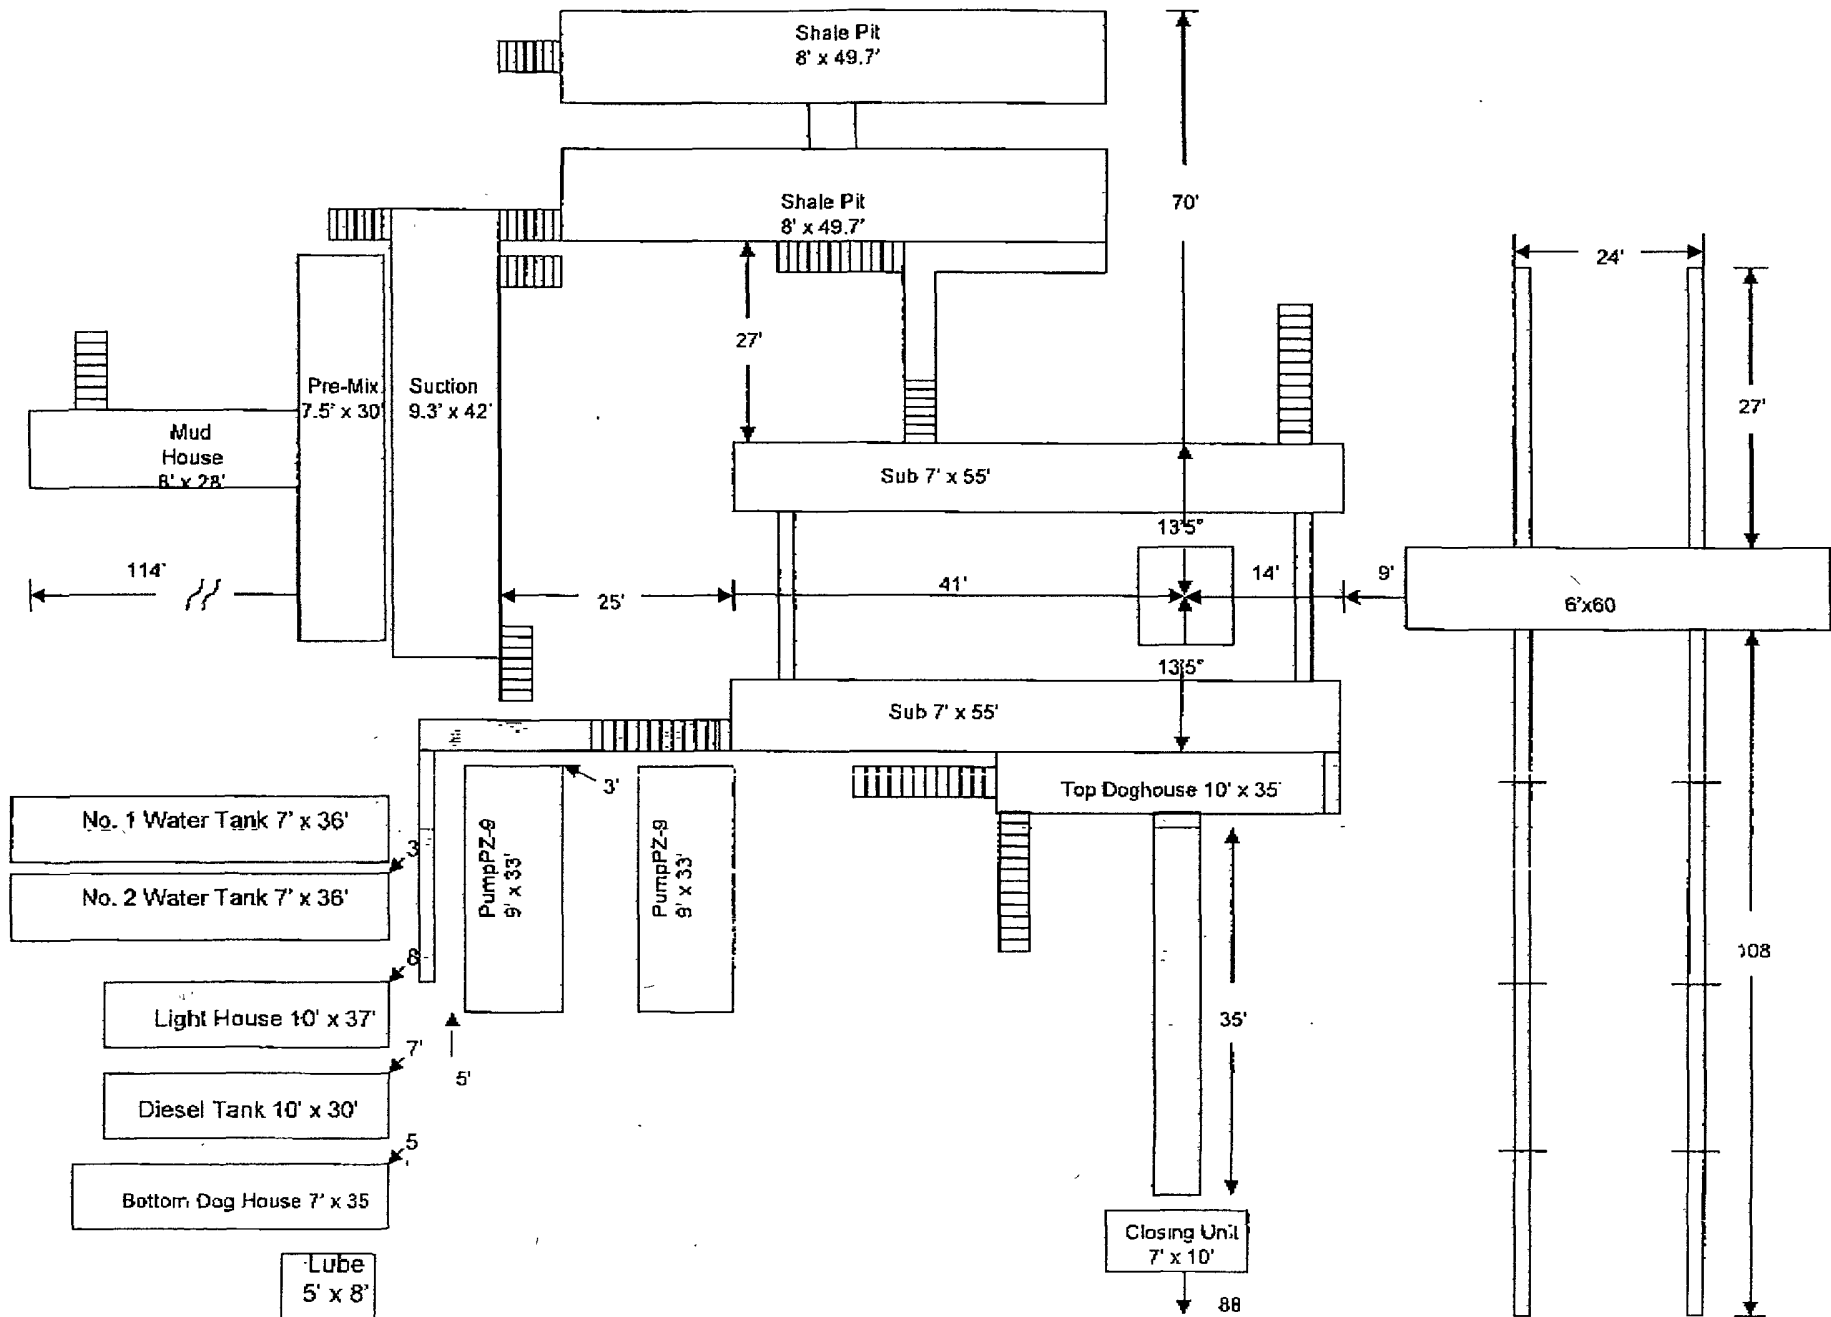 Shale Pit
8' x 49.7'
70'
Shale Pit
8' x 49.7'
24'
27'
27'
Pre-Mix
7.5' x 30'
Suction
9.3' x 42'
Mud
House
8' x 28'
Sub 7' x 55'
13'5"
114'
25'
41'
14'
9'
6'x60
13'5"
Sub 7' x 55'
3'
Top Doghouse 10' x 35'
No. 1 Water Tank 7' x 36'
3
No. 2 Water Tank 7' x 36'
PumpPZ-9
9' x 33'
PumpPZ-9
9' x 33'
108
8
Light House 10' x 37'
35'
7'
5'
Diesel Tank 10' x 30'
5
'
Bottom Dog House 7' x 35
Closing Unit
7' x 10'
Lube
5' x 8'
88